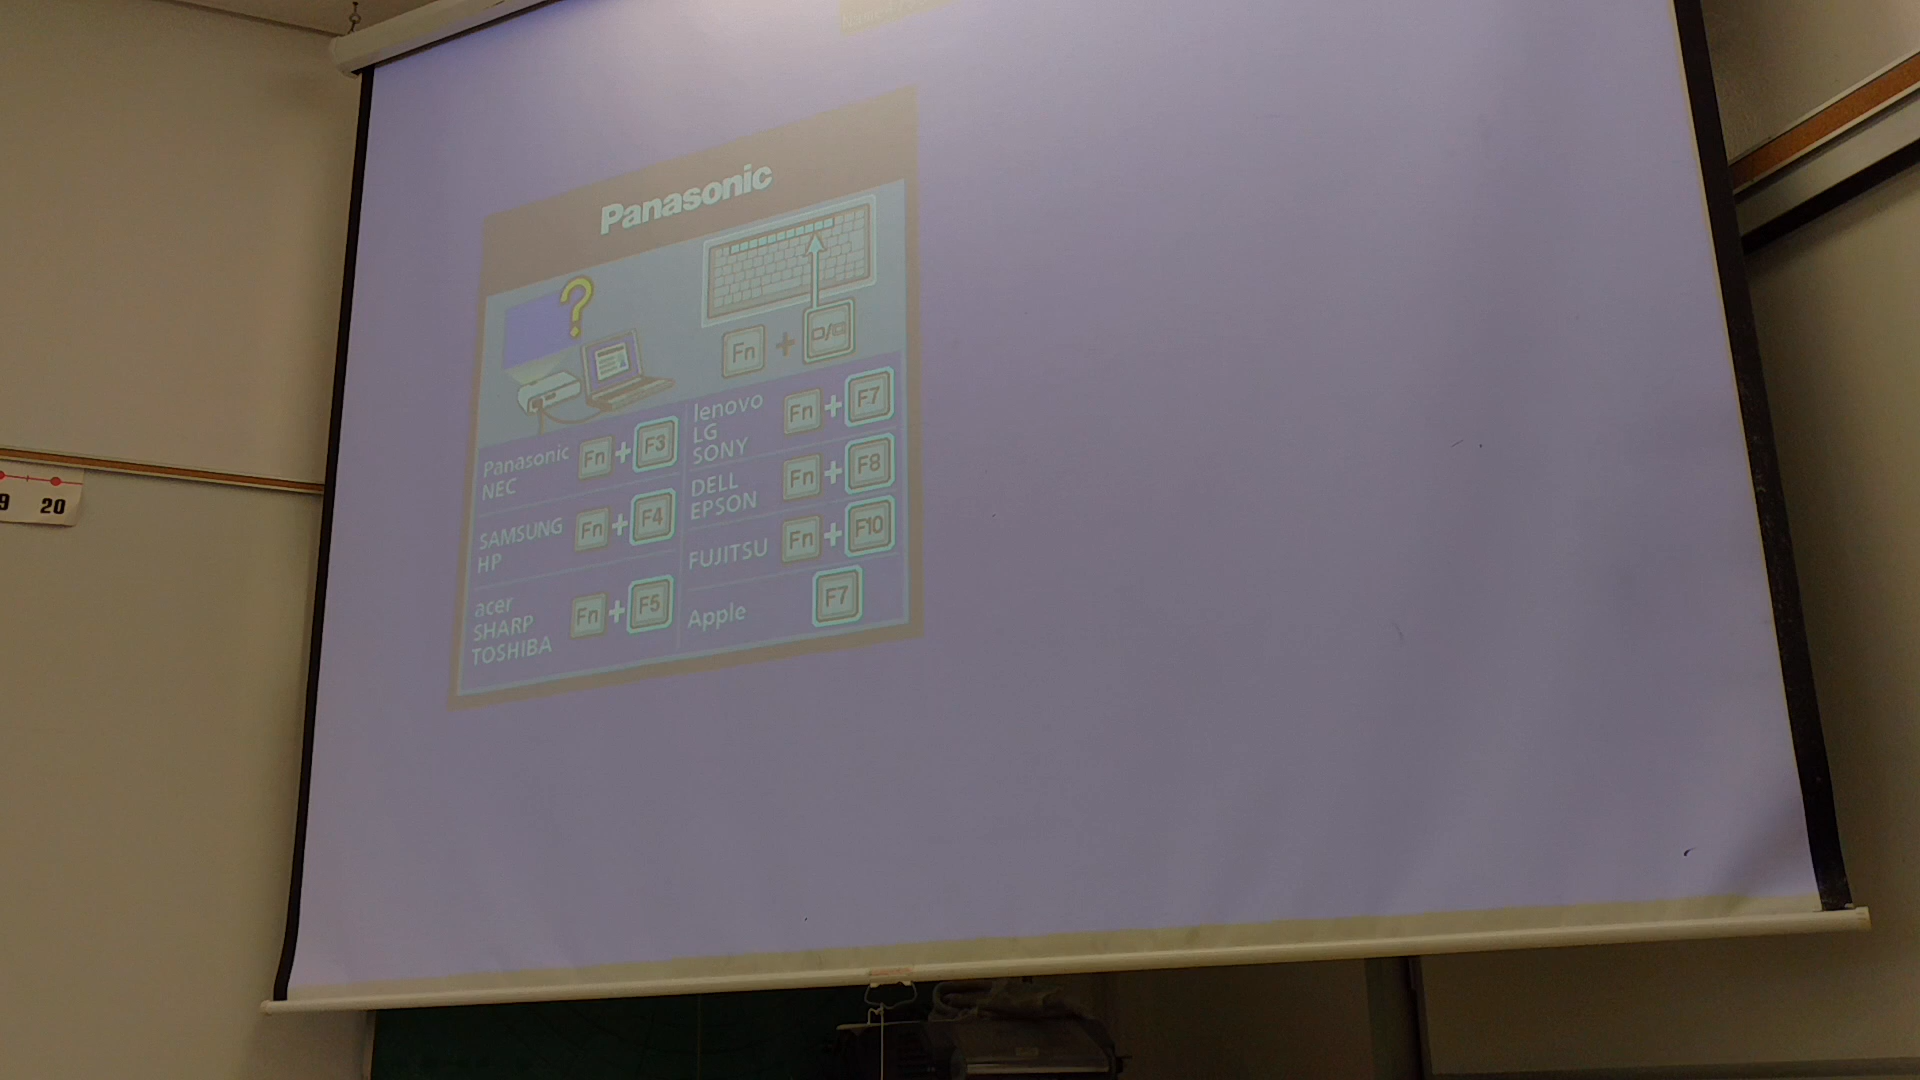 Panasonic
Fn +
Panasonic
NEC
Fn + F3
SAMSUNG
HP
Fn + F4
acer
SHARP
TOSHIBA
Fn + F5
lenovo
LG
SONY
Fn + F7
DELL
EPSON
Fn + F8
FUJITSU
Fn + F10
Apple
F7
9 20